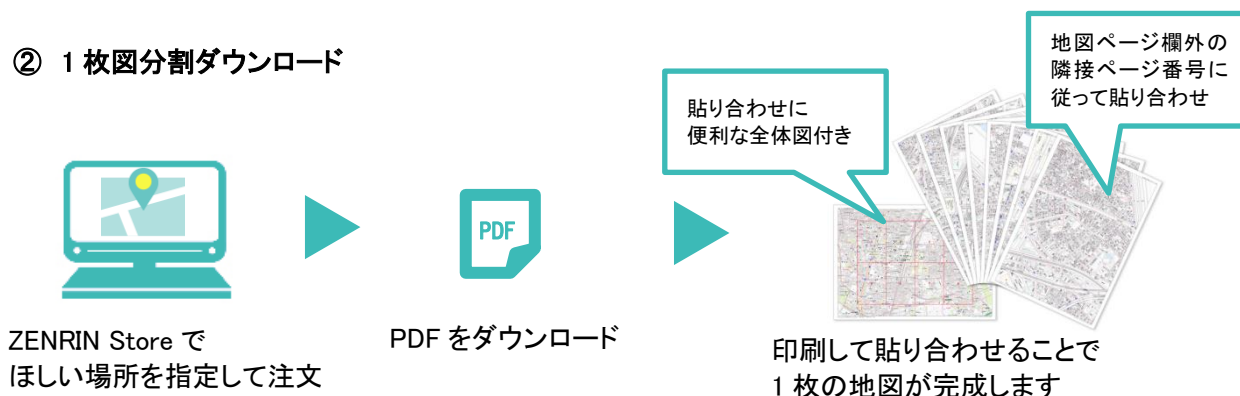 ② 1 枚図分割ダウンロード
貼り合わせに
便利な全体図付き
地図ページ欄外の
隣接ページ番号に
従って貼り合わせ
PDF
ZENRIN Store で
ほしい場所を指定して注文
PDF をダウンロード
印刷して貼り合わせることで
1 枚の地図が完成します